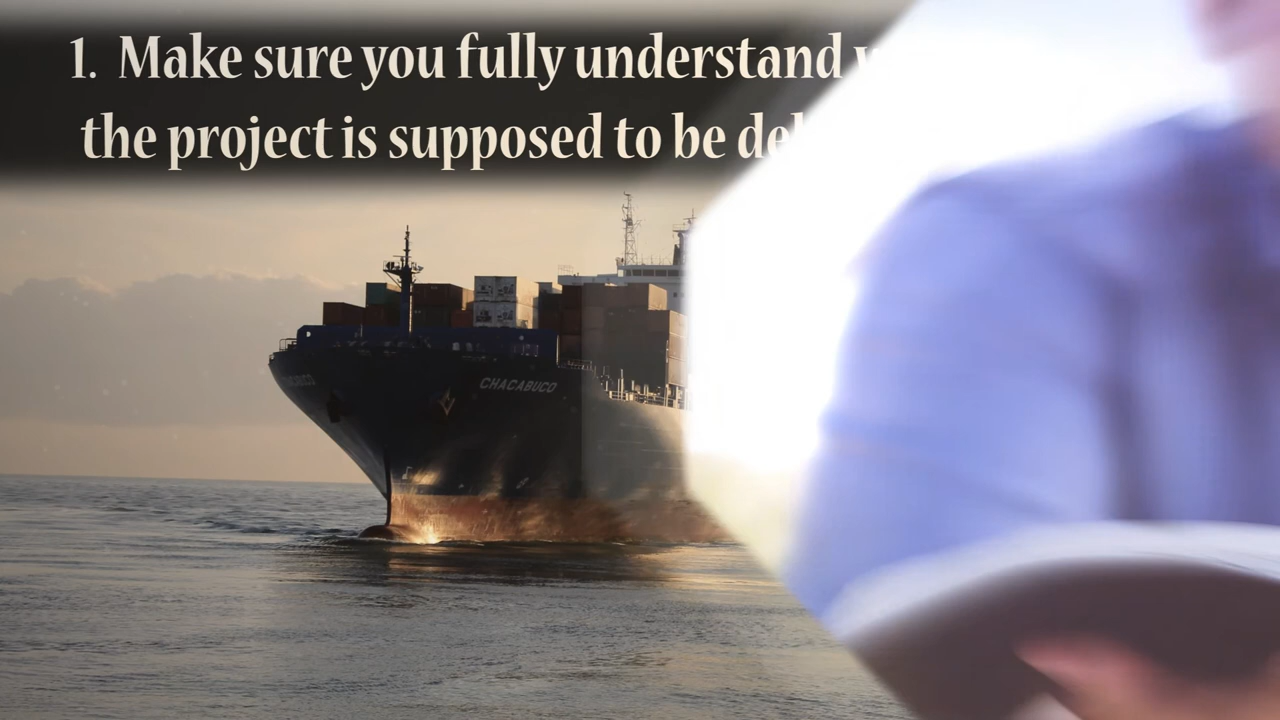 1. Make sure you fully understand
the project is supposed to be
CHACABUCO